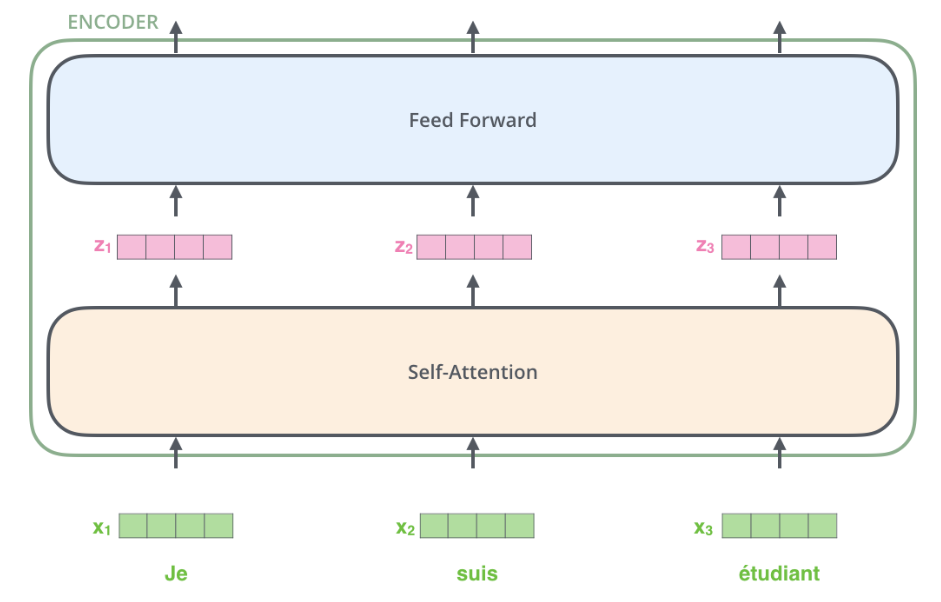 ENCODER
Feed Forward
z₁ z₂ z₃
Self-Attention
x₁ x₂ x₃
Je suis étudiant